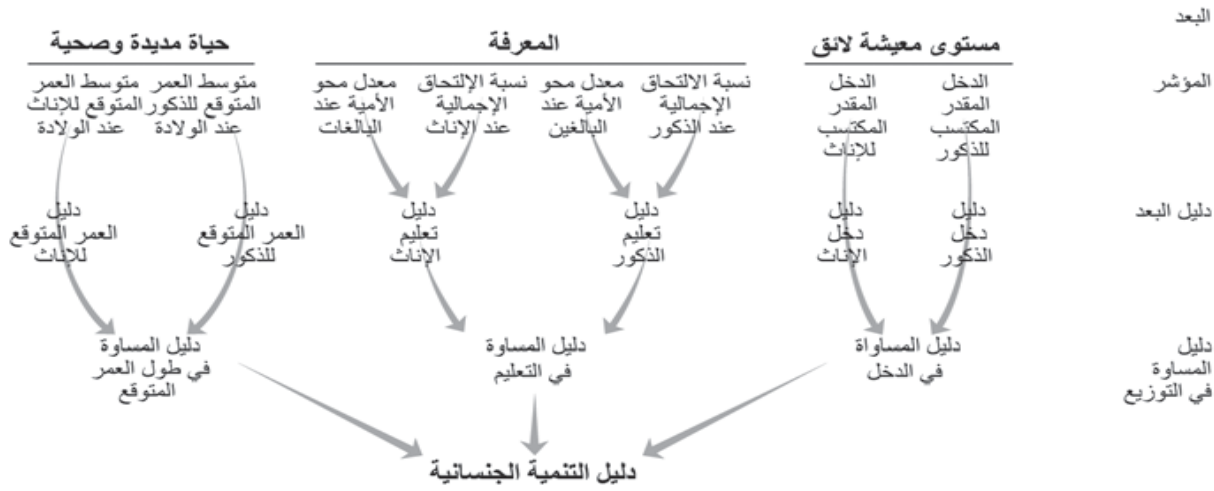 البعد
مستوى معيشة لائق
المعرفة
حياة مديدة وصحية
المؤشر
الدخل
المقدر
المكتسب
للذكور
الدخل
المقدر
المكتسب
للإناث
نسبة الالتحاق
الإجمالية
عند الذكور
معدل محو
الأمية عند
البالغين
نسبة الإلتحاق
الإجمالية
عند الإناث
معدل محو
الأمية عند
البالغات
متوسط العمر
المتوقع للذكور
عند الولادة
متوسط العمر
المتوقع للإناث
عند الولادة
دليل البعد
دليل
دخل
الذكور
دليل
دخل
الإناث
دليل
تعليم
الذكور
دليل
تعليم
الإناث
دليل
العمر المتوقع
للذكور
دليل
العمر المتوقع
للإناث
دليل
المساوة
في التوزيع
دليل المساواة
في الدخل
دليل المساوة
في التعليم
دليل المساوة
في طول العمر
المتوقع
دليل التنمية الجنسانية